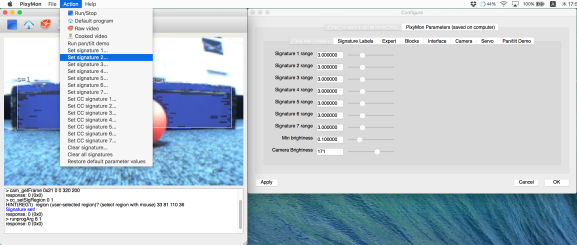 PixyMon File Action Help
44% 100% 木 17:5
Run/Stop
Default program
Raw video
Cooked video
Run pan/tilt demo
Set signature 1...
Set signature 2...
Set signature 3...
Set signature 4...
Set signature 5...
Set signature 6...
Set signature 7...
Set CC signature 1...
Set CC signature 2...
Set CC signature 3...
Set CC signature 4...
Set CC signature 5...
Set CC signature 6...
Set CC signature 7...
Clear signature...
Clear all signatures
Restore default parameter values
s=1
> cam_getFrame 0x21 0 0 320 200
response: 0 (0x0)
> cc_setSigRegion 0 1
HINT(REG1) region (user-selected region)? (select region with mouse) 33 81 110 36
Signature set!
response: 0 (0x0)
> runprogArg 8 1
response: 0 (0x0)
Configure
PixyMon Parameters (saved on computer)
Signature Labels Expert Blocks Interface Camera Servo Pan/tilt Demo
Signature 1 range 3.000000
Signature 2 range 3.000000
Signature 3 range 3.000000
Signature 4 range 3.000000
Signature 5 range 3.000000
Signature 6 range 3.000000
Signature 7 range 3.000000
Min brightness 0.100000
Camera Brightness 171
Apply Cancel OK